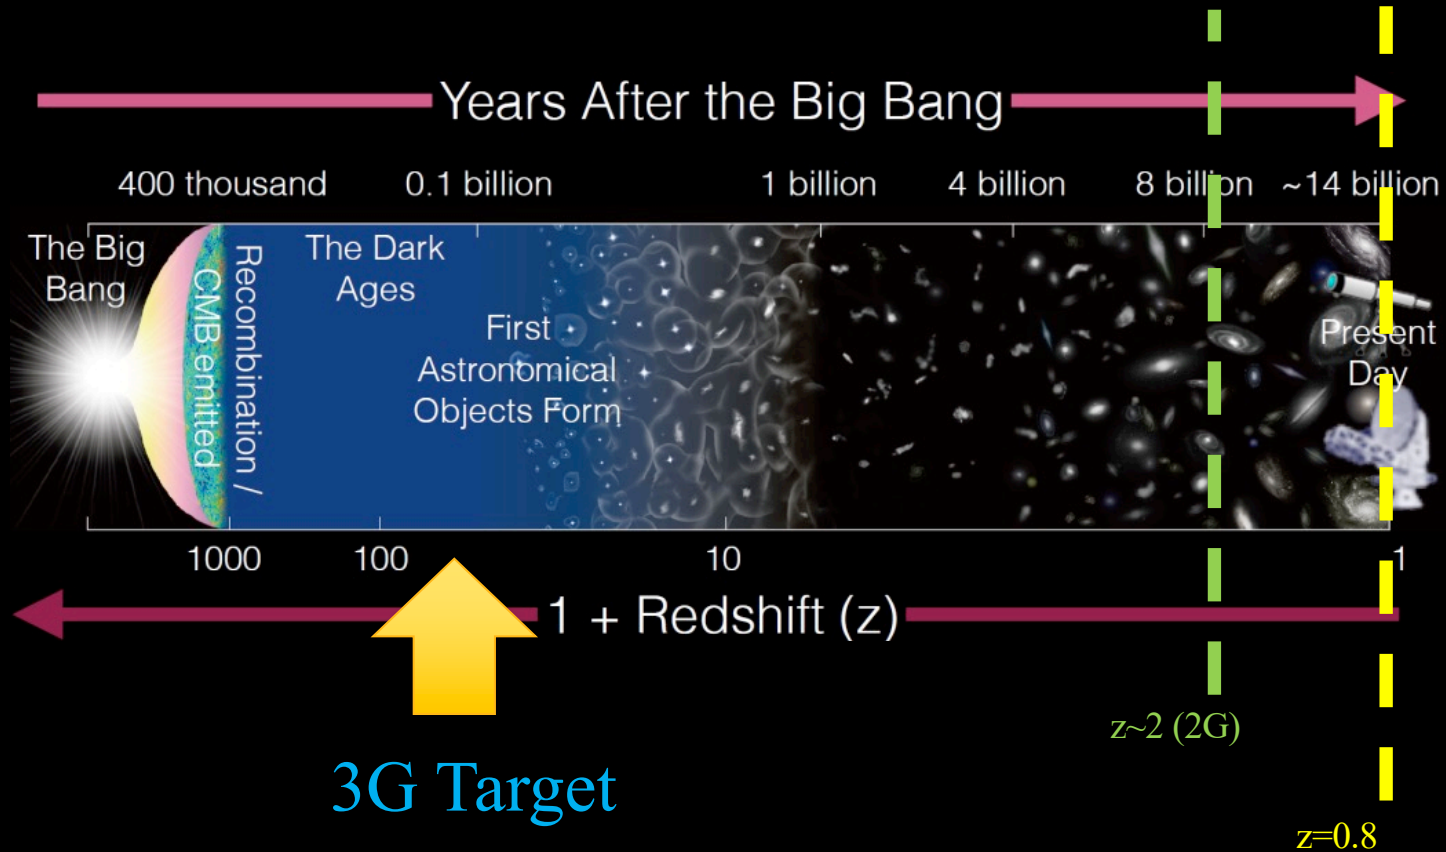 Years After the Big Bang
400 thousand 0.1 billion 1 billion 4 billion 8 billion ~14 billion
The Big
Bang
CMB emitted
Recombination /
The Dark
Ages
First
Astronomical
Objects Form
Present
Day
1000 100 10 1
1 + Redshift (z)
z~2 (2G)
3G Target
z=0.8